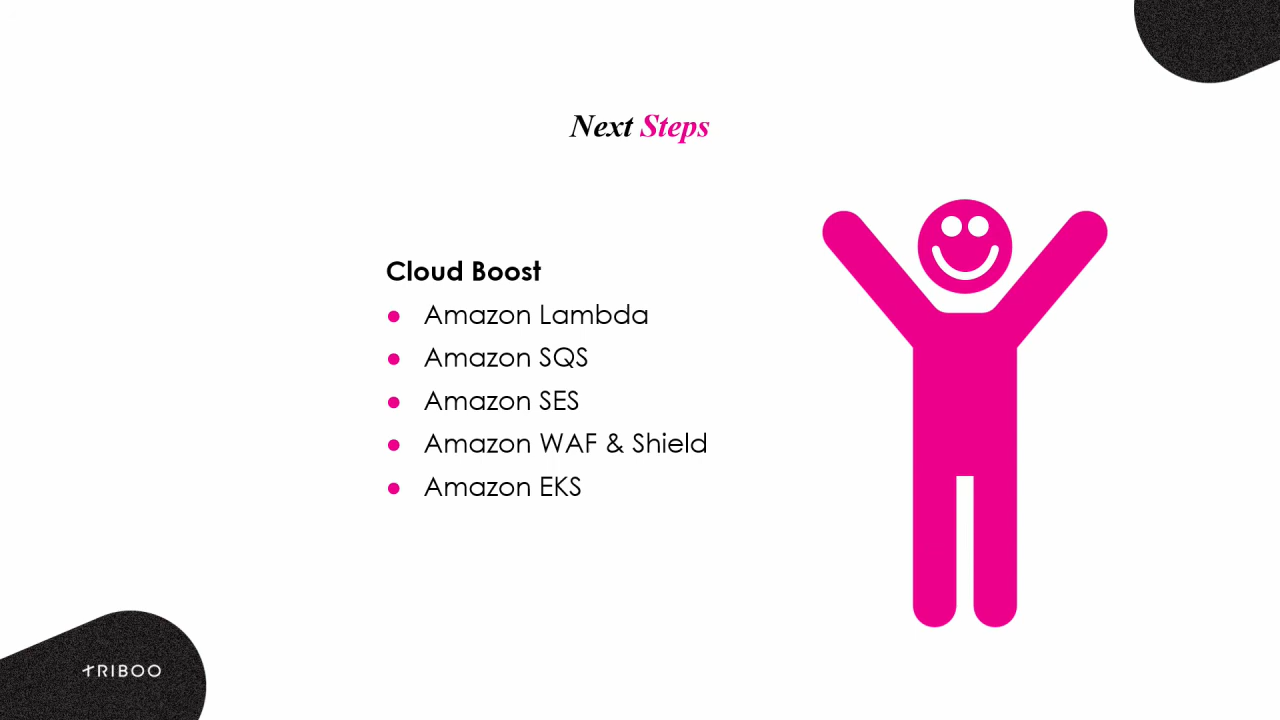 Next Steps
Cloud Boost
● Amazon Lambda
● Amazon SQS
● Amazon SES
● Amazon WAF & Shield
● Amazon EKS
TRIBOO